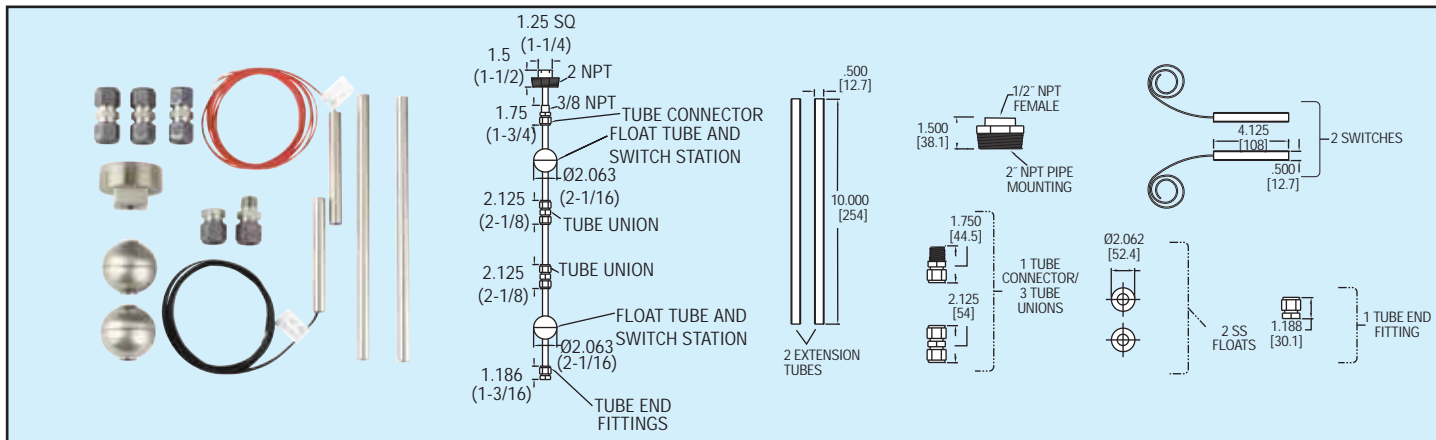 1.25 SQ
(1-1/4)
1.5
(1-1/2)
2 NPT
3/8 NPT
1.75
(1-3/4)
TUBE CONNECTOR
FLOAT TUBE AND
SWITCH STATION
Ø2.063
(2-1/16)
2.125
(2-1/8)
TUBE UNION
2.125
(2-1/8)
TUBE UNION
FLOAT TUBE AND
SWITCH STATION
Ø2.063
(2-1/16)
1.186
(1-3/16)
TUBE END
FITTINGS
.500
[12.7]
10.000
[254]
2 EXTENSION
TUBES
1/2˝ NPT
FEMALE
1.500
[38.1]
2˝ NPT PIPE
MOUNTING
1.750
[44.5]
2.125
[54]
1 TUBE
CONNECTOR/
3 TUBE
UNIONS
4.125
[108]
.500
[12.7]
2 SWITCHES
Ø2.062
[52.4]
2 SS
FLOATS
1.188
[30.1]
1 TUBE END
FITTING